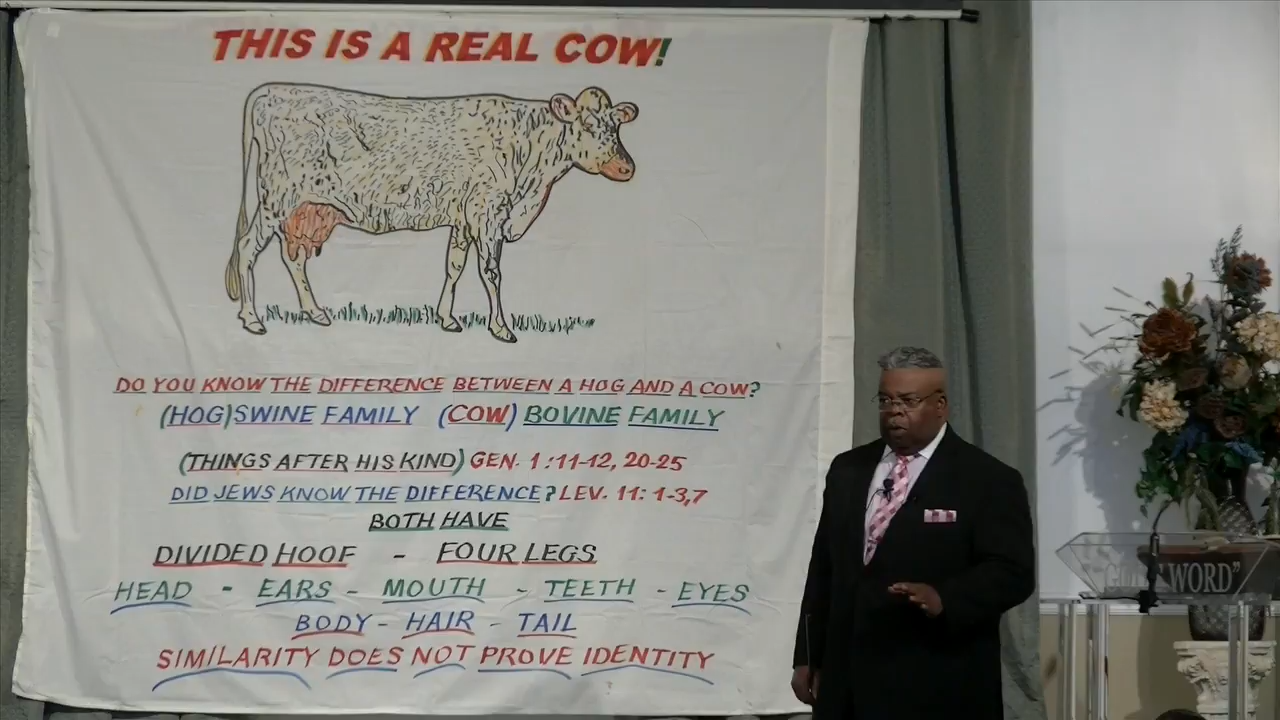 THIS IS A REAL COW!
DO YOU KNOW THE DIFFERENCE BETWEEN A HOG AND A COW?
(HOG)SWINE FAMILY (COW) BOVINE FAMILY
(THINGS AFTER HIS KIND) GEN. 1:11-12, 20-25
DID JEWS KNOW THE DIFFERENCE? LEV. 11: 1-3,7
BOTH HAVE
DIVIDED HOOF - FOUR LEGS
HEAD - EARS - MOUTH - TEETH - EYES
BODY - HAIR - TAIL
SIMILARITY DOES NOT PROVE IDENTITY
WORD"